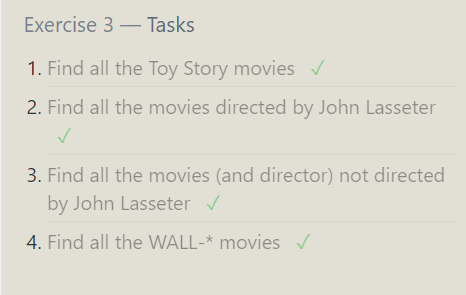 Exercise 3 — Tasks
1. Find all the Toy Story movies ✓
2. Find all the movies directed by John Lasseter
✓
3. Find all the movies (and director) not directed
by John Lasseter ✓
4. Find all the WALL-* movies ✓